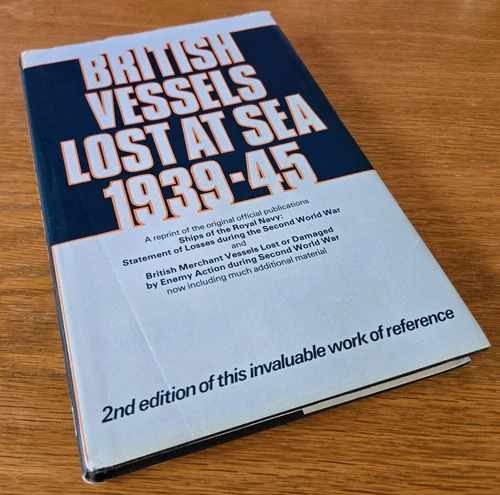 BRITISH
VESSELS
LOST AT SEA
1939-45
A reprint of the original official publications
Ships of the Royal Navy:
Statement of Losses during the Second World War
and
British Merchant Vessels Lost or Damaged
by Enemy Action during Second World War
now including much additional material
2nd edition of this invaluable work of reference